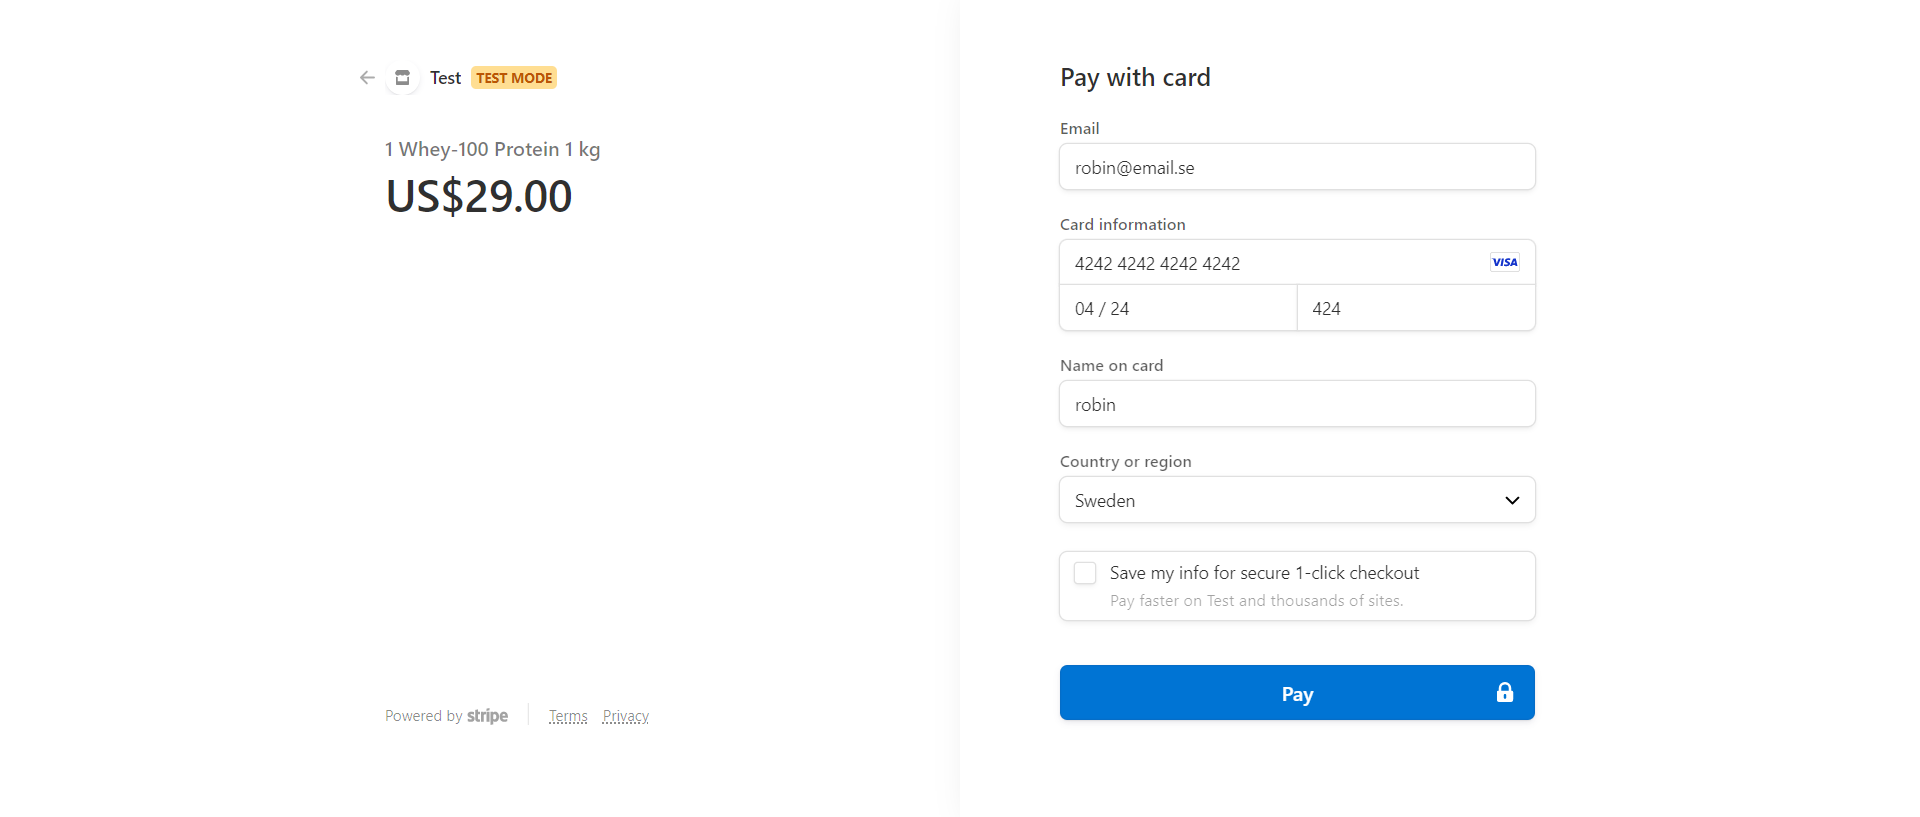 Test TEST MODE
1 Whey-100 Protein 1 kg
US$29.00
Powered by stripe
Terms Privacy
Pay with card
Email
robin@email.se
Card information
4242 4242 4242 4242 VISA
04 / 24 424
Name on card
robin
Country or region
Sweden
Save my info for secure 1-click checkout
Pay faster on Test and thousands of sites.
Pay